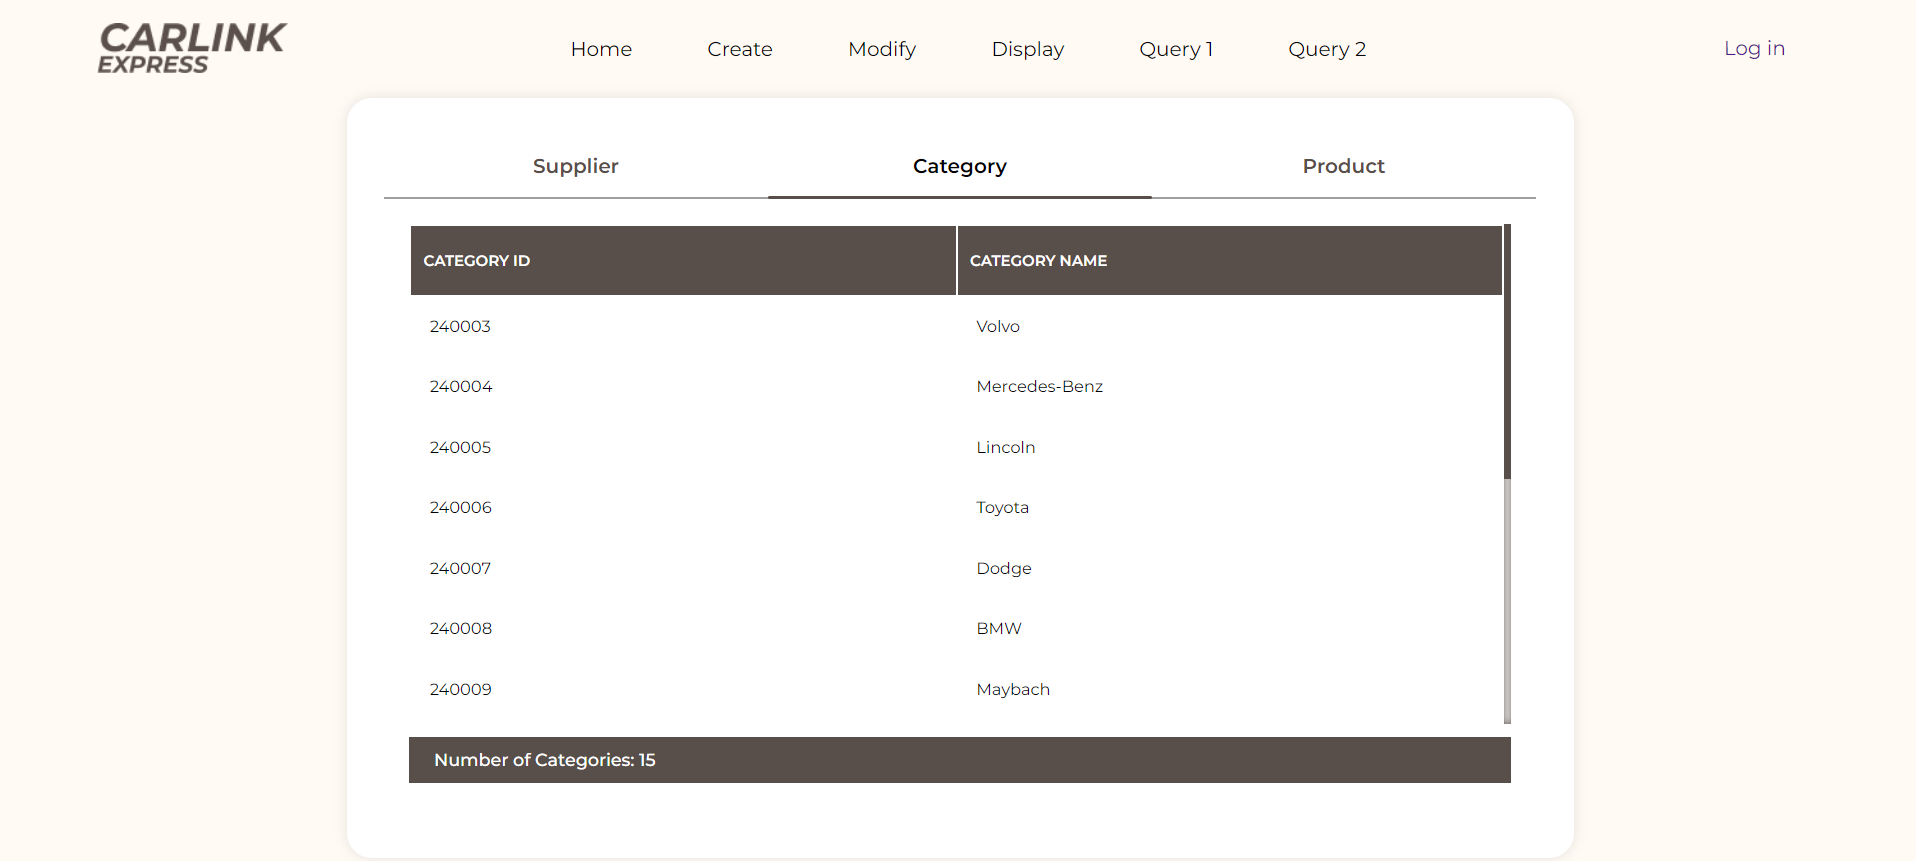 CARLINK
EXPRESS
Home Create Modify Display Query 1 Query 2 Log in
Supplier Category Product
CATEGORY ID CATEGORY NAME
240003 Volvo
240004 Mercedes-Benz
240005 Lincoln
240006 Toyota
240007 Dodge
240008 BMW
240009 Maybach
Number of Categories: 15